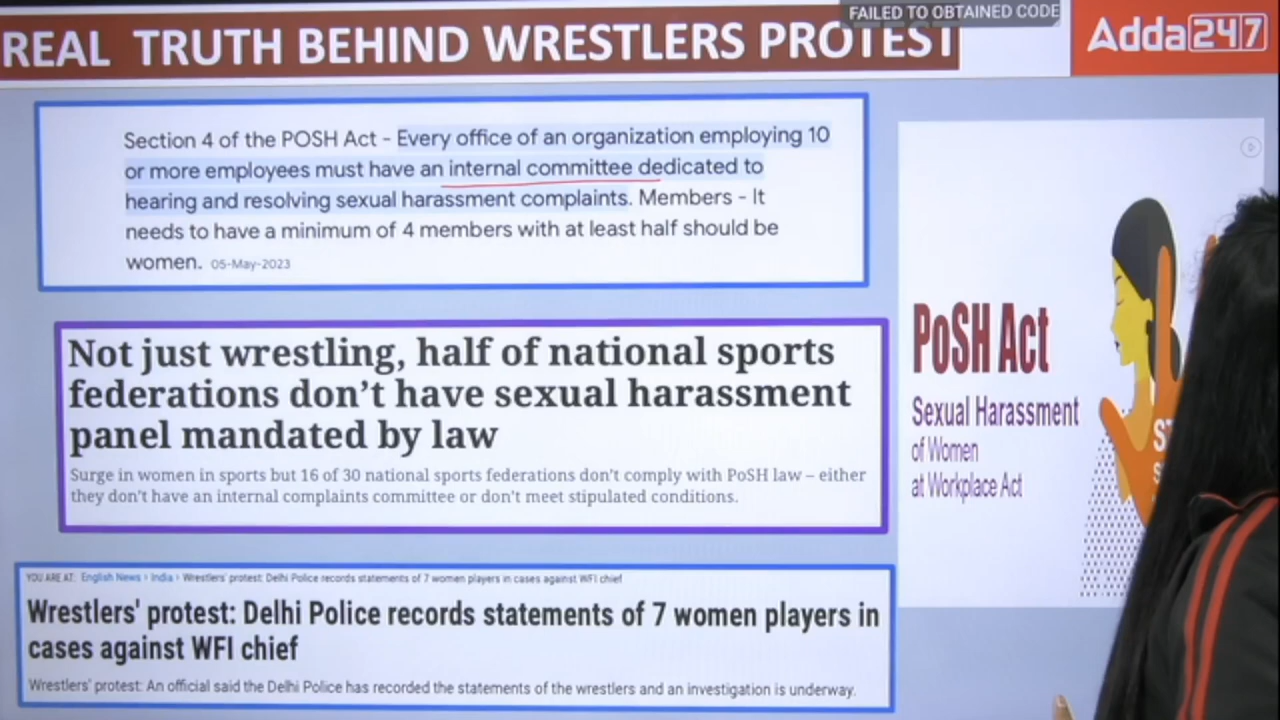 FAILED TO OBTAINED CODE
REAL TRUTH BEHIND WRESTLERS PROTEST
Adda247
Section 4 of the POSH Act - Every office of an organization employing 10
or more employees must have an internal committee dedicated to
hearing and resolving sexual harassment complaints. Members - It
needs to have a minimum of 4 members with at least half should be
women. 05-May-2023
Not just wrestling, half of national sports
federations don't have sexual harassment
panel mandated by law
Surge in women in sports but 16 of 30 national sports federations don't comply with PoSH law – either
they don't have an internal complaints committee or don't meet stipulated conditions.
YOU ARE AT: English News › India › Wrestlers' protest: Delhi Police records statements of 7 women players in cases against WFI chief
Wrestlers' protest: Delhi Police records statements of 7 women players in
cases against WFI chief
Wrestlers' protest: An official said the Delhi Police has recorded the statements of the wrestlers and an investigation is underway.
PoSH Act
Sexual Harassment
of Women
at Workplace Act